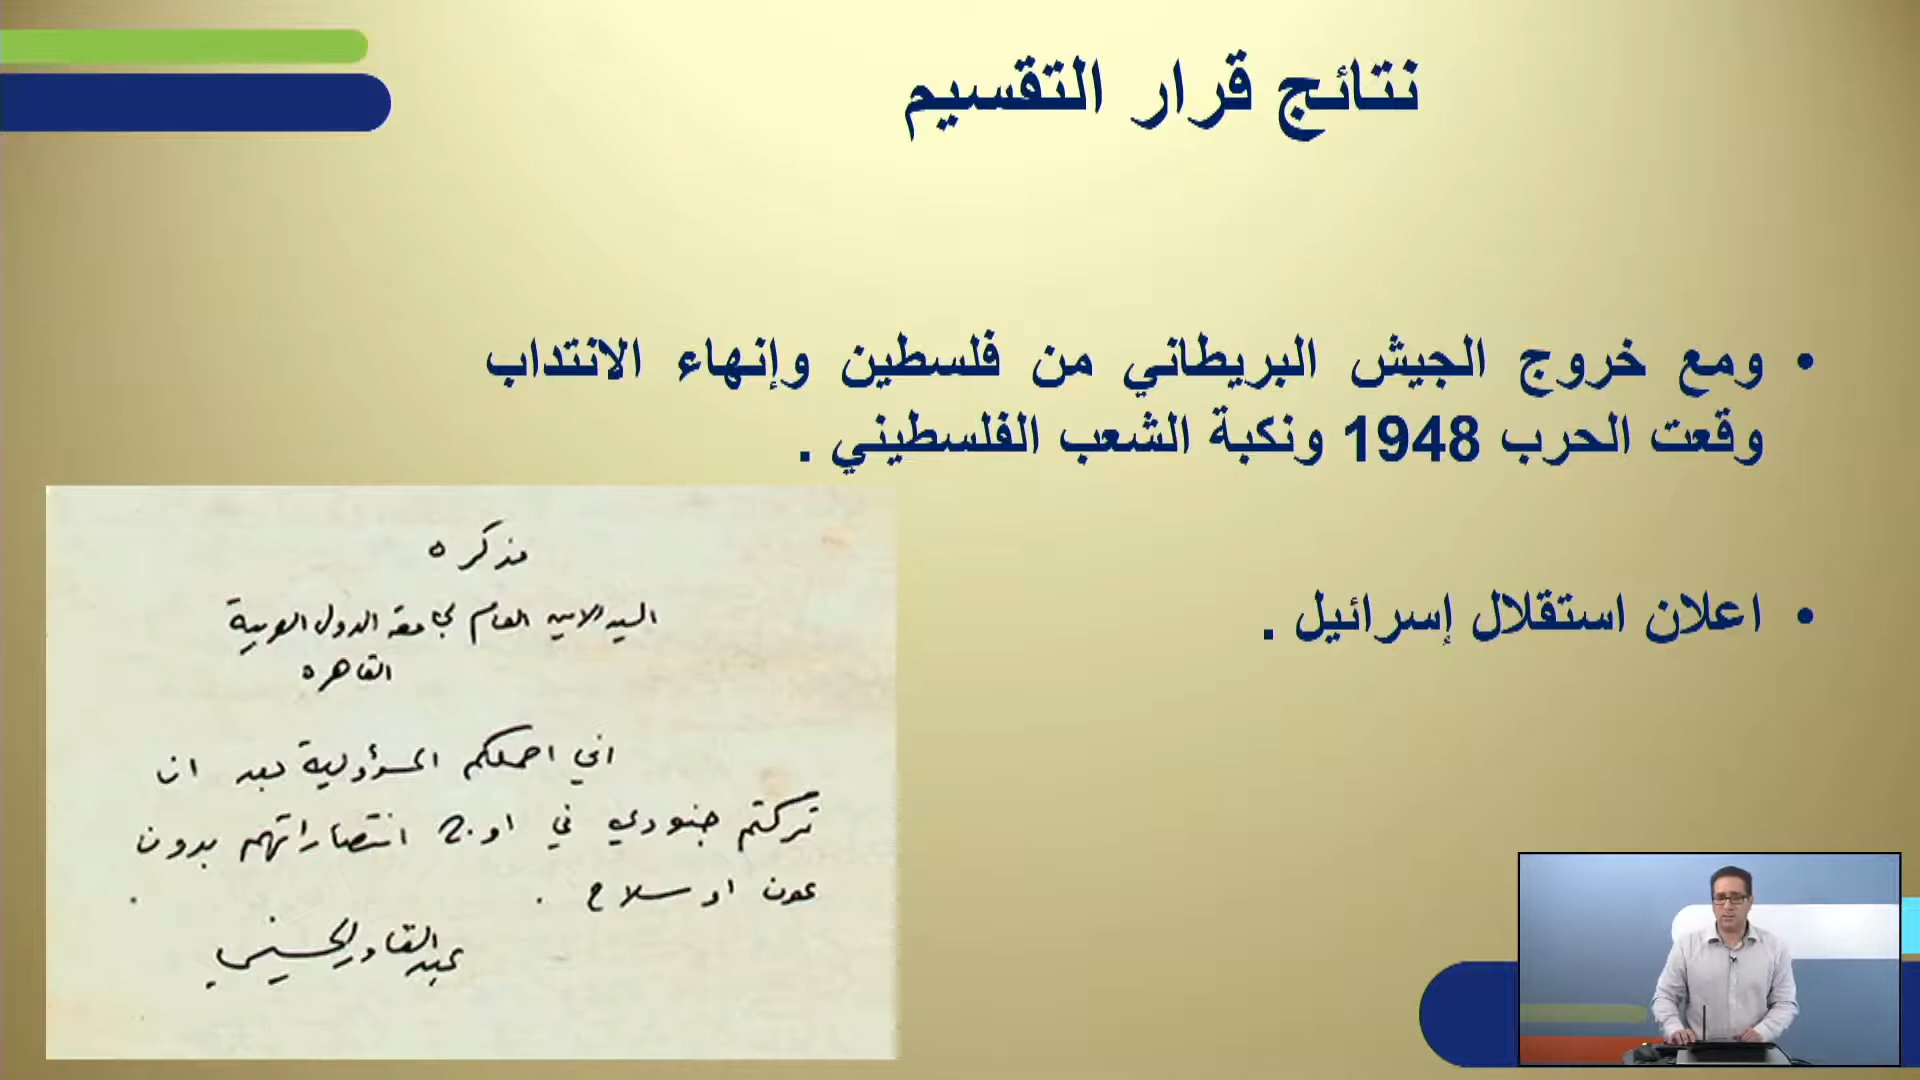 نتائج قرار التقسيم
• ومع خروج الجيش البريطاني من فلسطين وإنهاء الانتداب
وقعت الحرب 1948 ونكبة الشعب الفلسطيني .
• اعلان استقلال إسرائيل .
مذكره
السيد الامين العام لجامعة الدول العربية
القاهره
اني احملكم المسؤولية بعد ان
تركتم جنودي في اوج انتصاراتهم بدون
عون او سلاح .
عبد القادر الحسيني